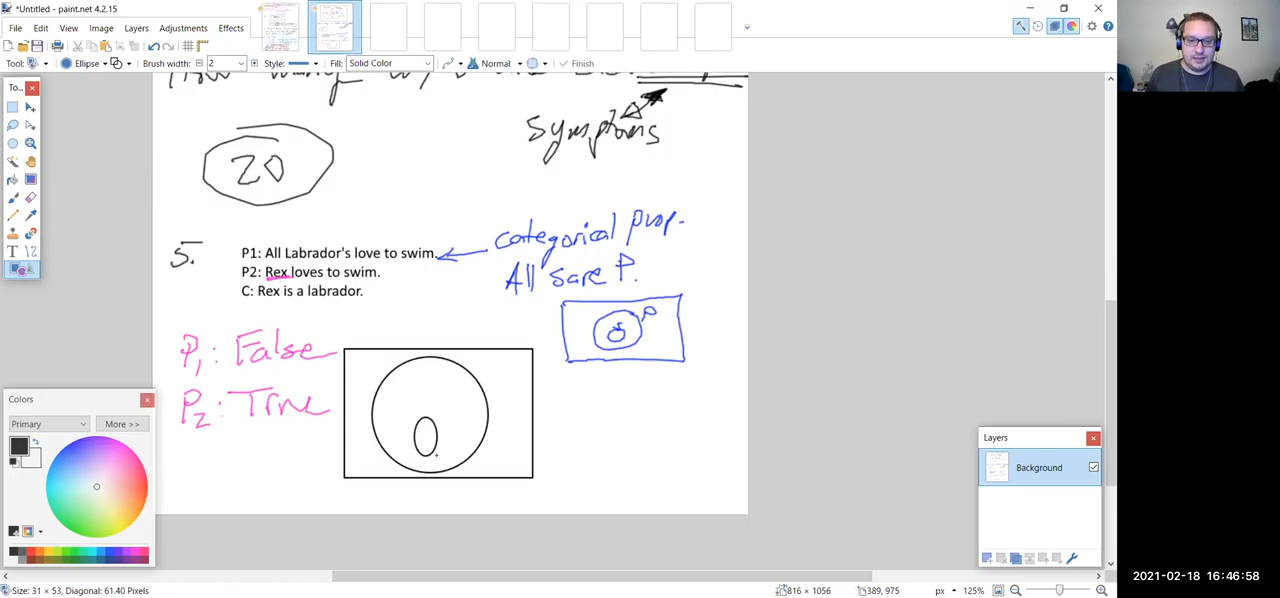 *Untitled - paint.net 4.2.15
File Edit View Image Layers Adjustments Effects
Tool: Ellipse Brush width: 2 Style: Fill: Solid Color Normal Finish
To...
symptoms
20
5.
P1: All Labrador's love to swim.
P2: Rex loves to swim.
C: Rex is a labrador.
categorical prop.
All S are P.
P
S
P1: False
P2: True
Colors
Primary More >>
Layers
Background
Size: 31 × 53, Diagonal: 61.40 Pixels 816 × 1056 389, 975 px 125%
2021-02-18 16:46:58